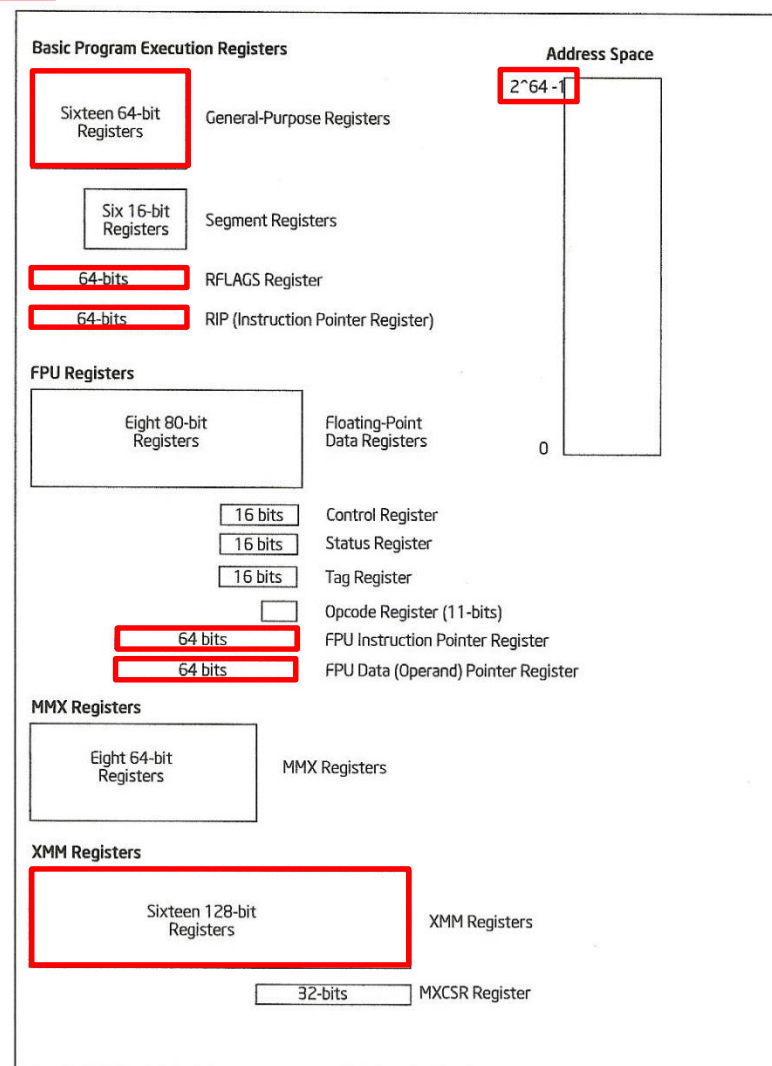 Basic Program Execution Registers
Address Space
2^64 -1
Sixteen 64-bit
Registers
General-Purpose Registers
Six 16-bit
Registers
Segment Registers
64-bits
RFLAGS Register
64-bits
RIP (Instruction Pointer Register)
FPU Registers
Eight 80-bit
Registers
Floating-Point
Data Registers
0
16 bits
Control Register
16 bits
Status Register
16 bits
Tag Register
Opcode Register (11-bits)
64 bits
FPU Instruction Pointer Register
64 bits
FPU Data (Operand) Pointer Register
MMX Registers
Eight 64-bit
Registers
MMX Registers
XMM Registers
Sixteen 128-bit
Registers
XMM Registers
32-bits
MXCSR Register